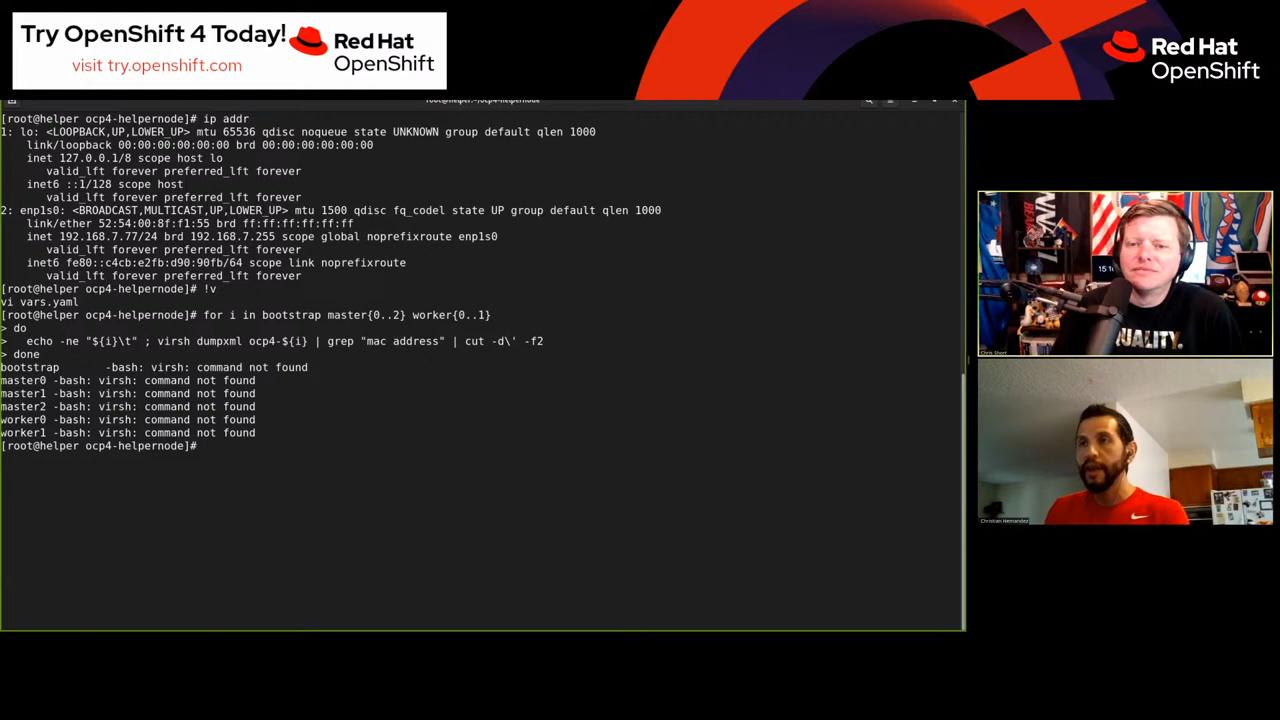 Try OpenShift 4 Today!
visit try.openshift.com
Red Hat
OpenShift
Red Hat
OpenShift
root@helper:~/ocp4-helpernode
[root@helper ocp4-helpernode]# ip addr
1: lo: <LOOPBACK,UP,LOWER_UP> mtu 65536 qdisc noqueue state UNKNOWN group default qlen 1000
    link/loopback 00:00:00:00:00:00 brd 00:00:00:00:00:00
    inet 127.0.0.1/8 scope host lo
       valid_lft forever preferred_lft forever
    inet6 ::1/128 scope host
       valid_lft forever preferred_lft forever
2: enp1s0: <BROADCAST,MULTICAST,UP,LOWER_UP> mtu 1500 qdisc fq_codel state UP group default qlen 1000
    link/ether 52:54:00:8f:f1:55 brd ff:ff:ff:ff:ff:ff
    inet 192.168.7.77/24 brd 192.168.7.255 scope global noprefixroute enp1s0
       valid_lft forever preferred_lft forever
    inet6 fe80::c4cb:e2fb:d90:90fb/64 scope link noprefixroute
       valid_lft forever preferred_lft forever
[root@helper ocp4-helpernode]# !v
vi vars.yaml
[root@helper ocp4-helpernode]# for i in bootstrap master{0..2} worker{0..1}
> do
>   echo -ne "${i}\t" ; virsh dumpxml ocp4-${i} | grep "mac address" | cut -d\' -f2
> done
bootstrap       -bash: virsh: command not found
master0 -bash: virsh: command not found
master1 -bash: virsh: command not found
master2 -bash: virsh: command not found
worker0 -bash: virsh: command not found
worker1 -bash: virsh: command not found
[root@helper ocp4-helpernode]#
QUALITY.
Chris Short
Christian Hernandez